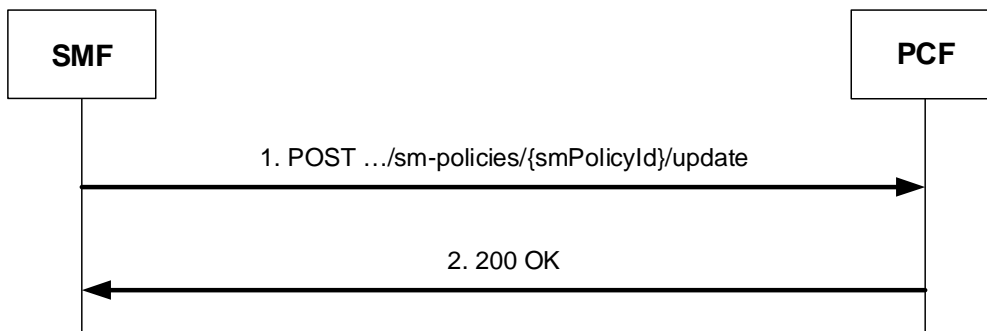 SMF
PCF
1. POST …/sm-policies/{smPolicyId}/update
2. 200 OK